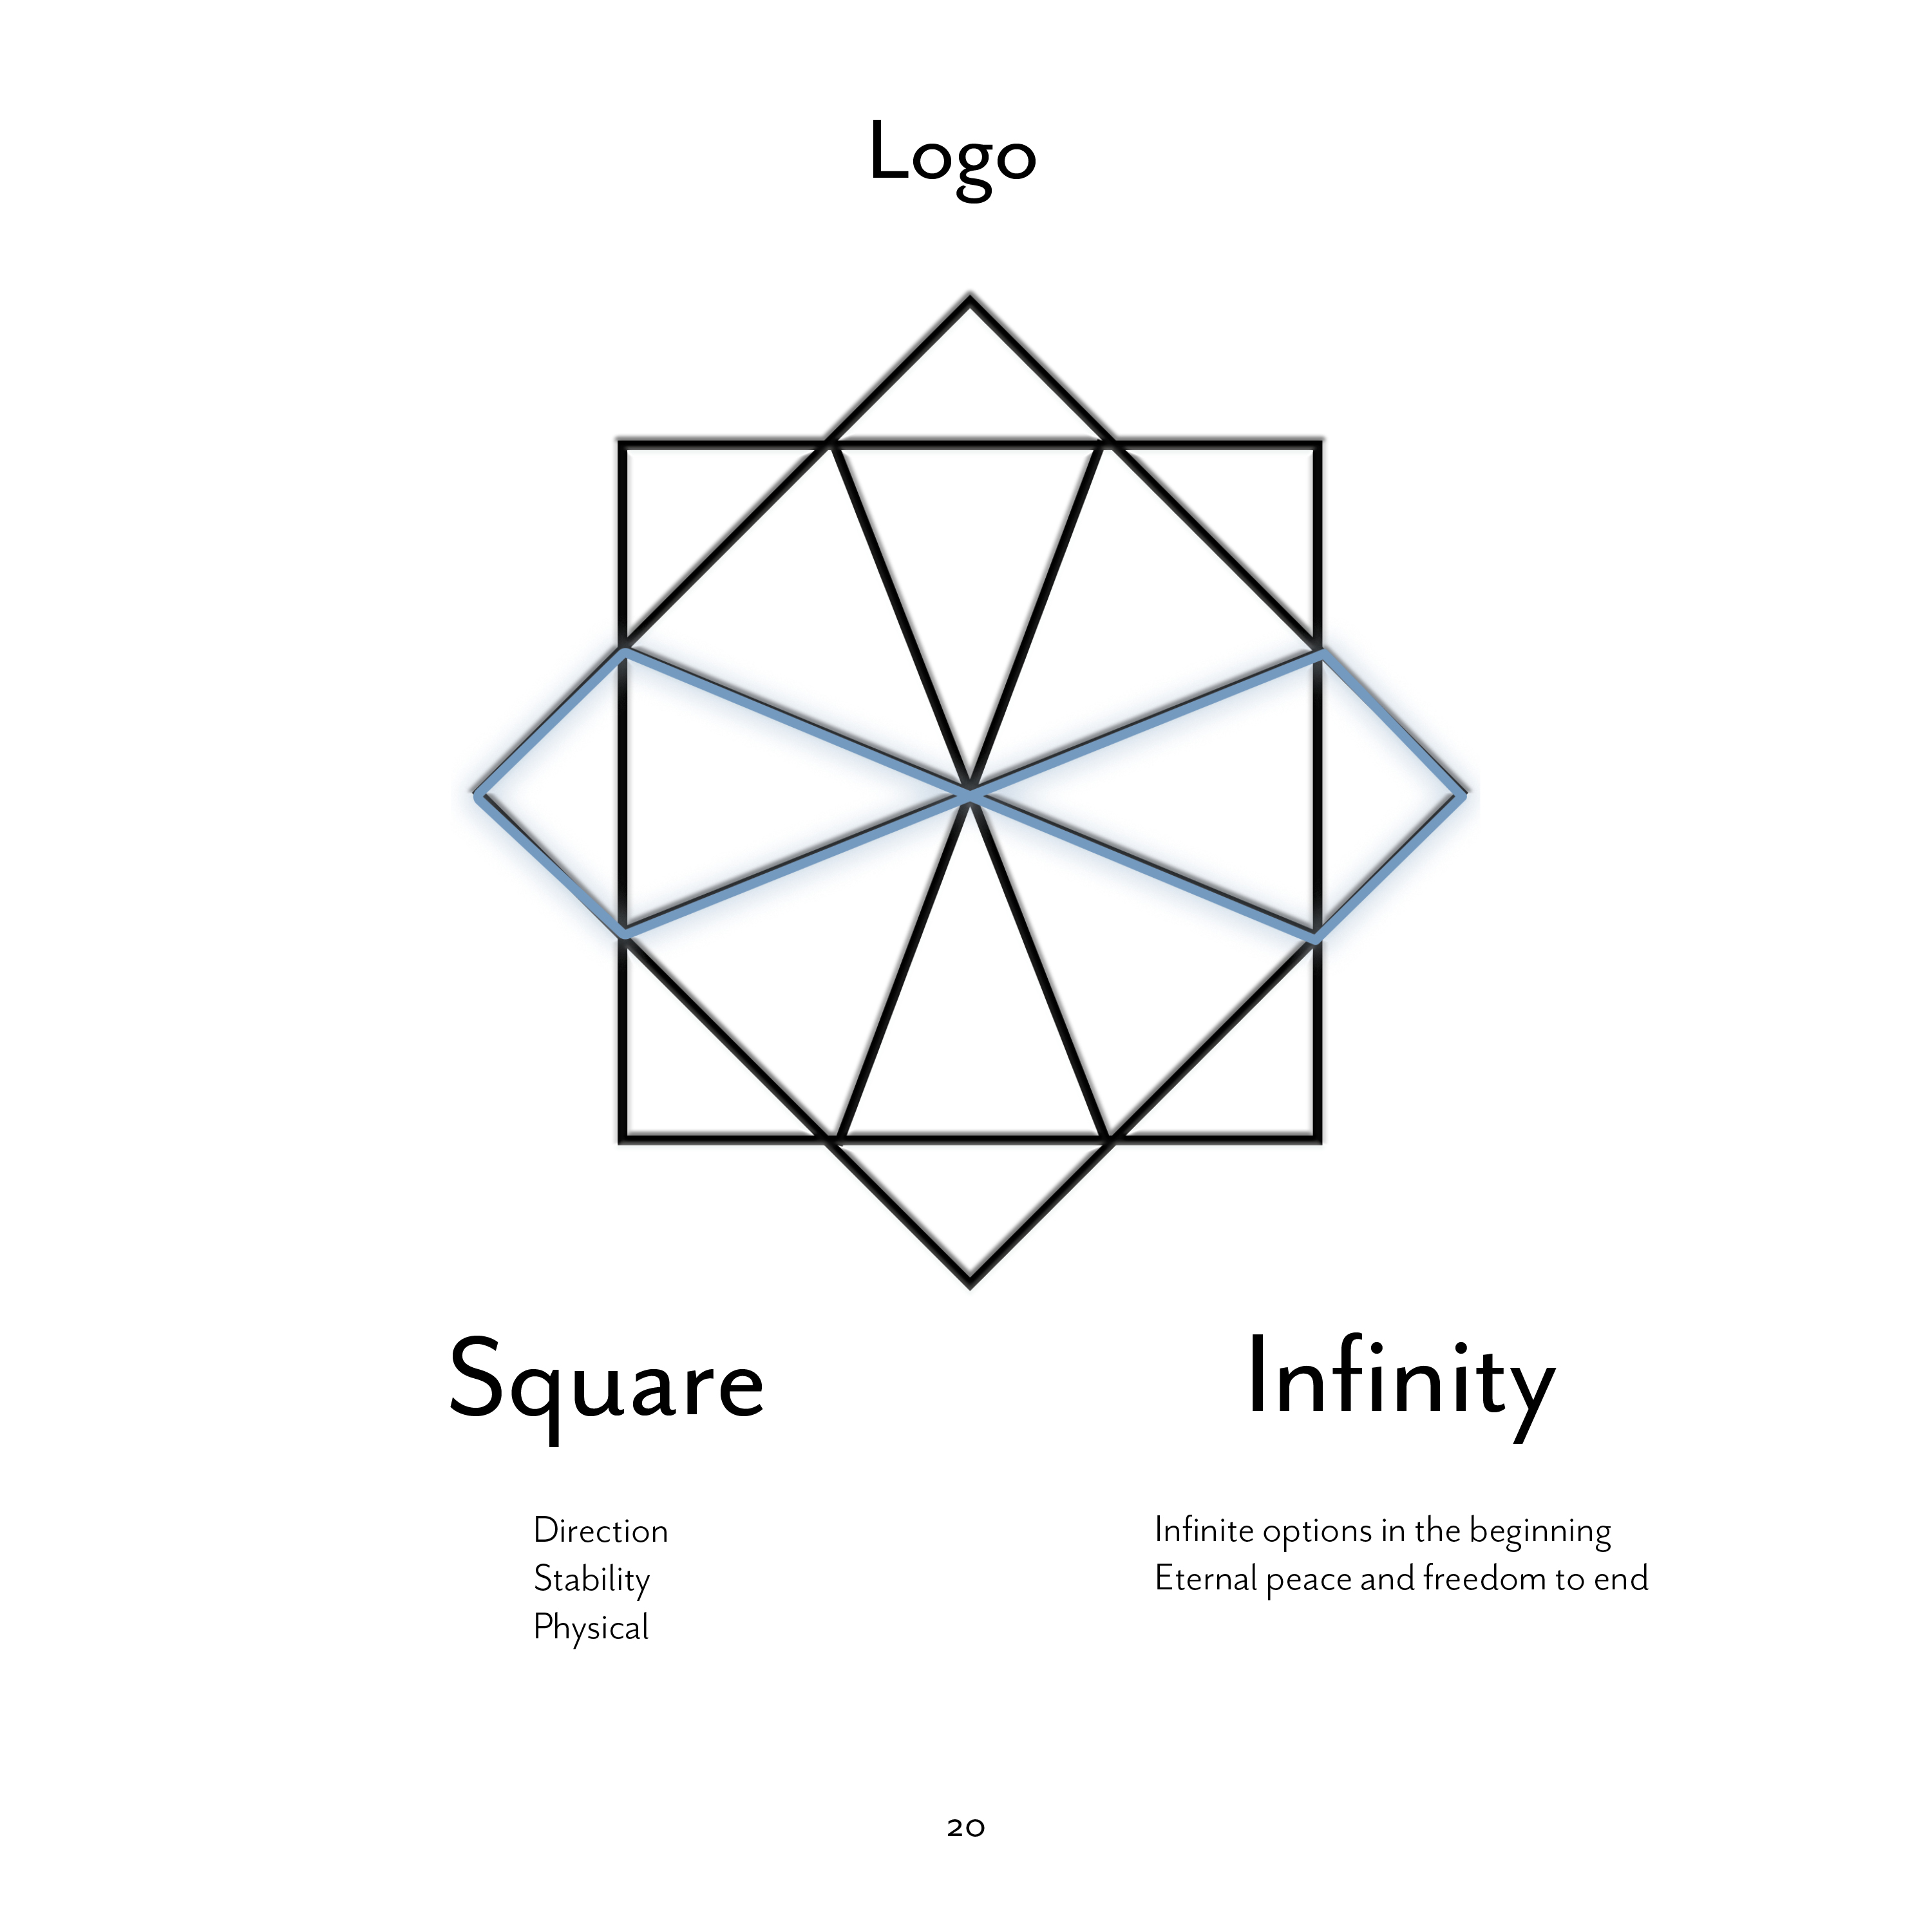 Logo
Square
Direction
Stability
Physical
Infinity
Infinite options in the beginning
Eternal peace and freedom to end
20